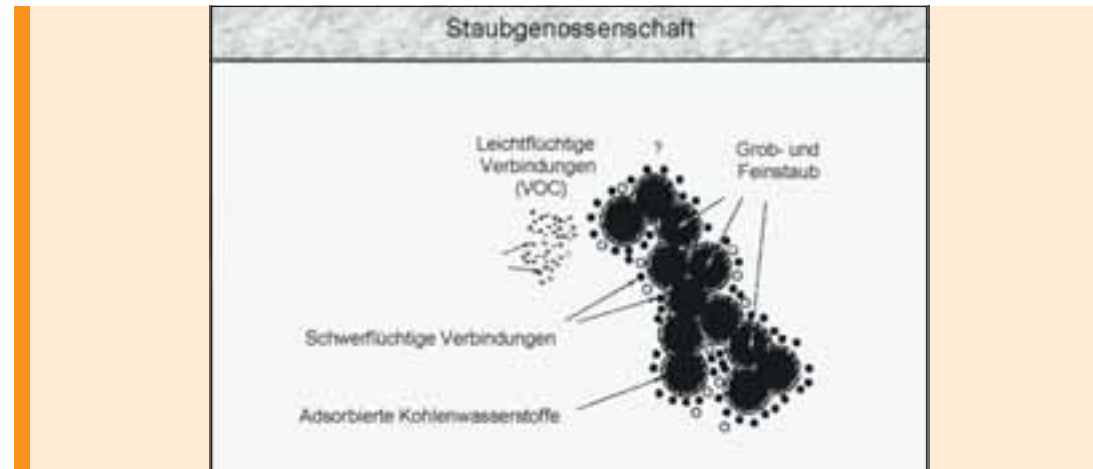 Staubgenossenschaft
Leichtflüchtige
Verbindungen
(VOC)
?
Grob- und
Feinstaub
Schwerflüchtige Verbindungen
Adsorbierte Kohlenwasserstoffe